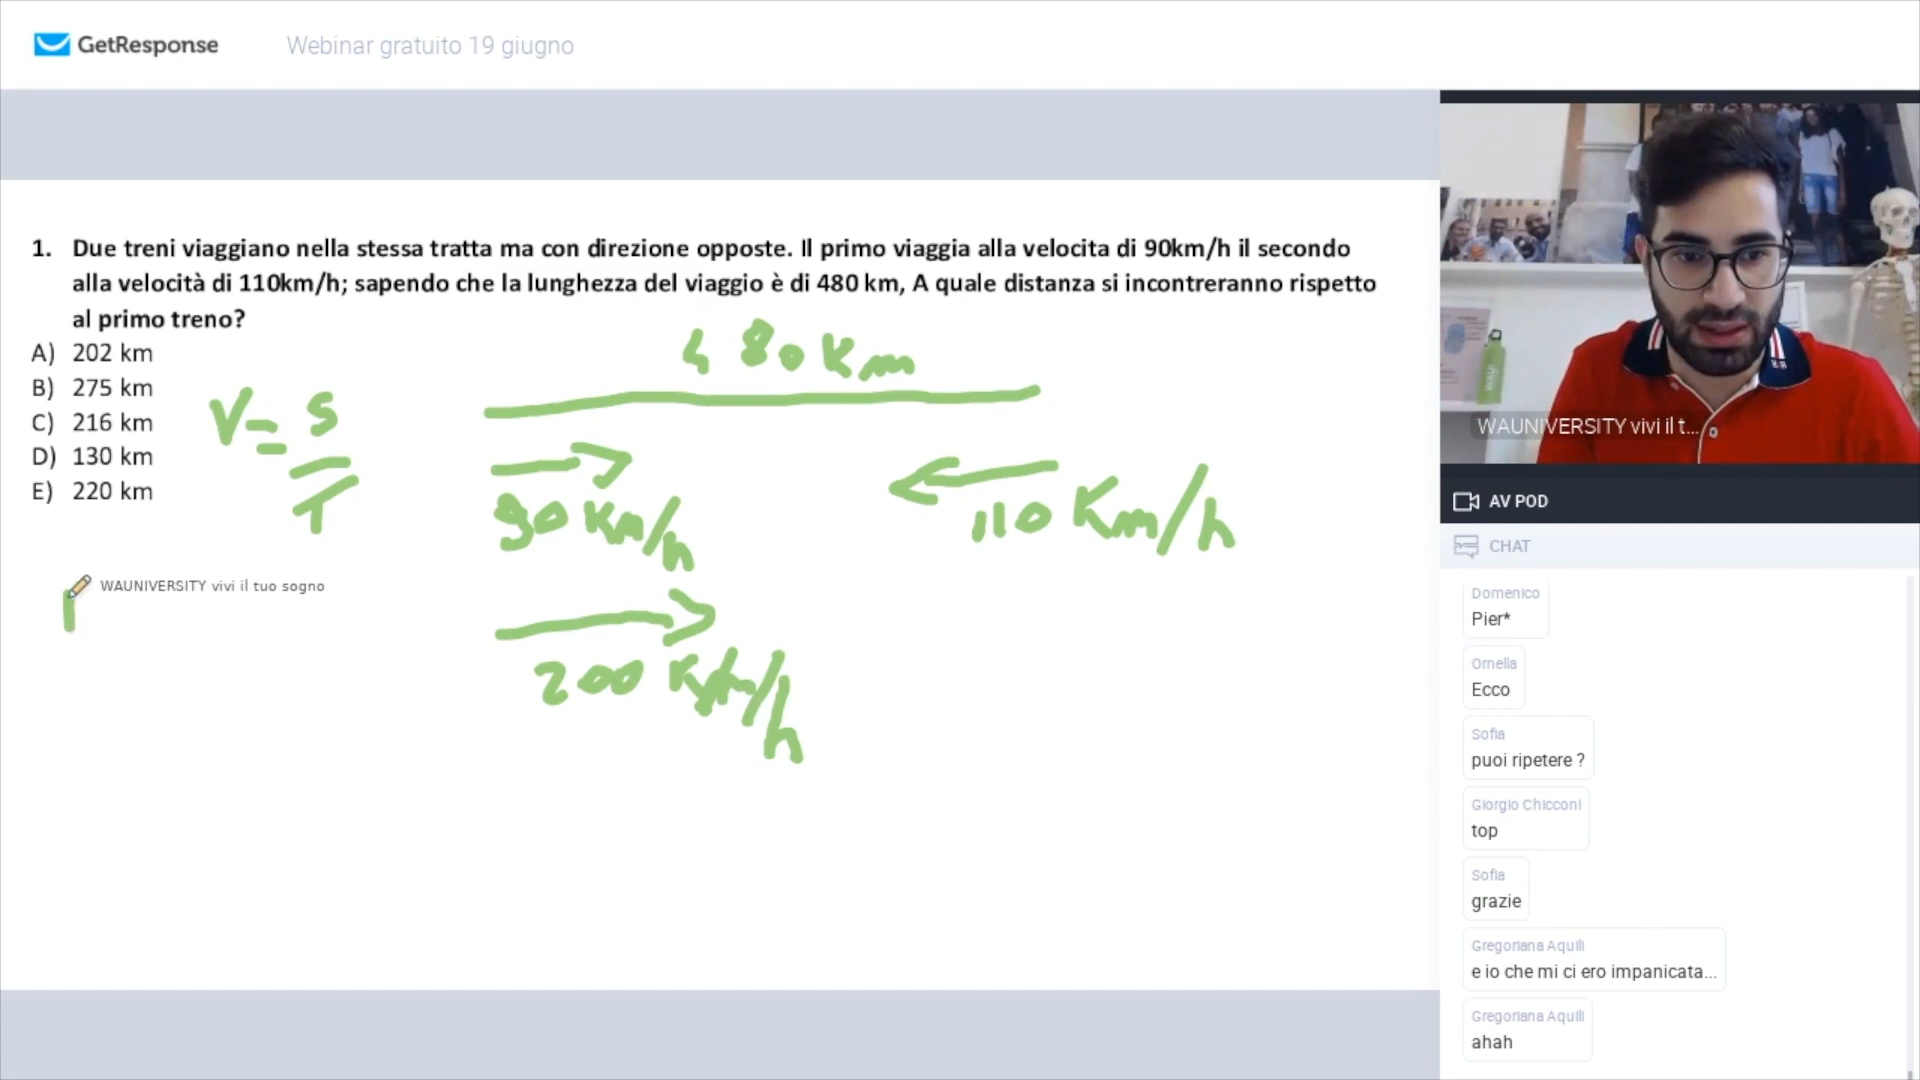 GetResponse
Webinar gratuito 19 giugno
1. Due treni viaggiano nella stessa tratta ma con direzione opposte. Il primo viaggia alla velocita di 90km/h il secondo
alla velocità di 110km/h; sapendo che la lunghezza del viaggio è di 480 km, A quale distanza si incontreranno rispetto
al primo treno?
A) 202 km
B) 275 km
C) 216 km
D) 130 km
E) 220 km
480 Km
V = S
T
90 Km/h
110 Km/h
200 Km/h
WAUNIVERSITY vivi il tuo sogno
WAUNIVERSITY vivi il t...
AV POD
CHAT
Domenico
Pier*
Ornella
Ecco
Sofia
puoi ripetere ?
Giorgio Chicconi
top
Sofia
grazie
Gregoriana Aquili
e io che mi ci ero impanicata...
Gregoriana Aquili
ahah